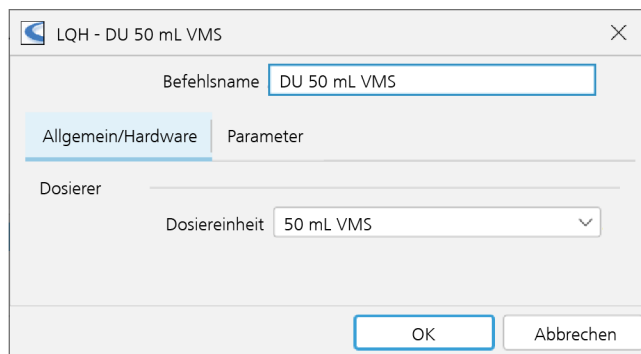 LQH - DU 50 mL VMS
Befehlsname DU 50 mL VMS
Allgemein/Hardware Parameter
Dosierer
Dosiereinheit 50 mL VMS
OK Abbrechen